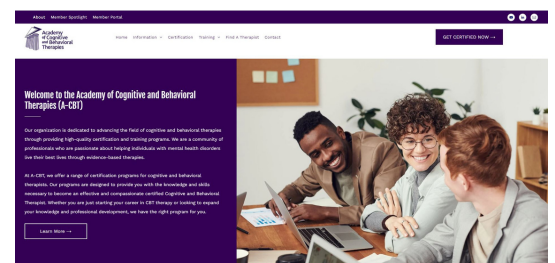 About Member Spotlight Member Portal
Academy
of Cognitive
and Behavioral
Therapies
Home Information Certification Training Find A Therapist Contact
GET CERTIFIED NOW →
Welcome to the Academy of Cognitive and Behavioral
Therapies (A-CBT)
Our organization is dedicated to advancing the field of cognitive and behavioral therapies
through providing high-quality certification and training programs. We are a community of
professionals who are passionate about helping individuals with mental health disorders
live their best lives through evidence-based therapies.
At A-CBT, we offer a range of certification programs for cognitive and behavioral
therapists. Our programs are designed to provide you with the knowledge and skills
necessary to become an effective and compassionate certified Cognitive and Behavioral
Therapist. Whether you are just starting your career in CBT therapy or looking to expand
your knowledge and professional development, we have the right program for you.
Learn More →